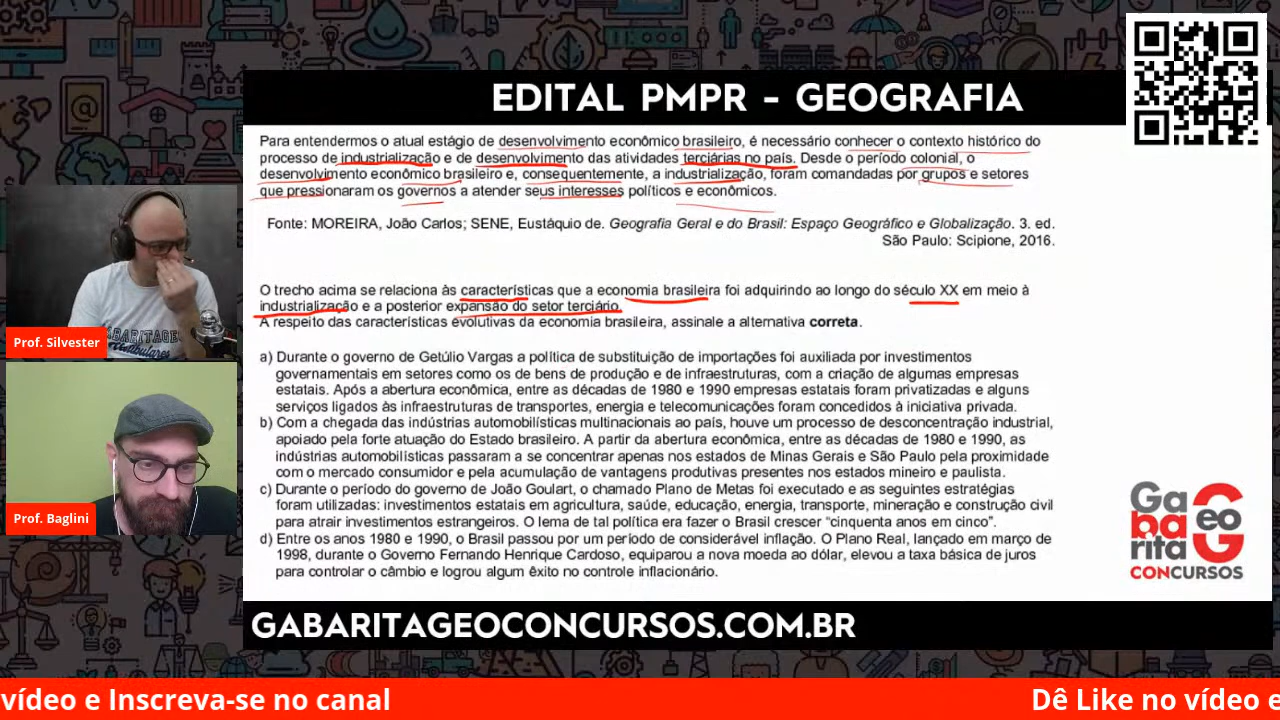 EDITAL PMPR - GEOGRAFIA
Para entendermos o atual estágio de desenvolvimento econômico brasileiro, é necessário conhecer o contexto histórico do
processo de industrialização e de desenvolvimento das atividades terciárias no país. Desde o período colonial, o
desenvolvimento econômico brasileiro e, consequentemente, a industrialização, foram comandadas por grupos e setores
que pressionaram os governos a atender seus interesses políticos e econômicos.
Fonte: MOREIRA, João Carlos; SENE, Eustáquio de. Geografia Geral e do Brasil: Espaço Geográfico e Globalização. 3. ed.
São Paulo: Scipione, 2016.
O trecho acima se relaciona às características que a economia brasileira foi adquirindo ao longo do século XX em meio à
industrialização e a posterior expansão do setor terciário.
A respeito das características evolutivas da economia brasileira, assinale a alternativa correta.
a) Durante o governo de Getúlio Vargas a política de substituição de importações foi auxiliada por investimentos
governamentais em setores como os de bens de produção e de infraestruturas, com a criação de algumas empresas
estatais. Após a abertura econômica, entre as décadas de 1980 e 1990 empresas estatais foram privatizadas e alguns
serviços ligados às infraestruturas de transportes, energia e telecomunicações foram concedidos à iniciativa privada.
b) Com a chegada das indústrias automobilísticas multinacionais ao país, houve um processo de desconcentração industrial,
apoiado pela forte atuação do Estado brasileiro. A partir da abertura econômica, entre as décadas de 1980 e 1990, as
indústrias automobilísticas passaram a se concentrar apenas nos estados de Minas Gerais e São Paulo pela proximidade
com o mercado consumidor e pela acumulação de vantagens produtivas presentes nos estados mineiro e paulista.
c) Durante o período do governo de João Goulart, o chamado Plano de Metas foi executado e as seguintes estratégias
foram utilizadas: investimentos estatais em agricultura, saúde, educação, energia, transporte, mineração e construção civil
para atrair investimentos estrangeiros. O lema de tal política era fazer o Brasil crescer “cinquenta anos em cinco”.
d) Entre os anos 1980 e 1990, o Brasil passou por um período de considerável inflação. O Plano Real, lançado em março de
1998, durante o Governo Fernando Henrique Cardoso, equiparou a nova moeda ao dólar, elevou a taxa básica de juros
para controlar o câmbio e logrou algum êxito no controle inflacionário.
Prof. Silvester
Prof. Baglini
Ga
ba
rita
Geo
G
CONCURSOS
GABARITAGEOCONCURSOS.COM.BR
vídeo e Inscreva-se no canal
Dê Like no vídeo e